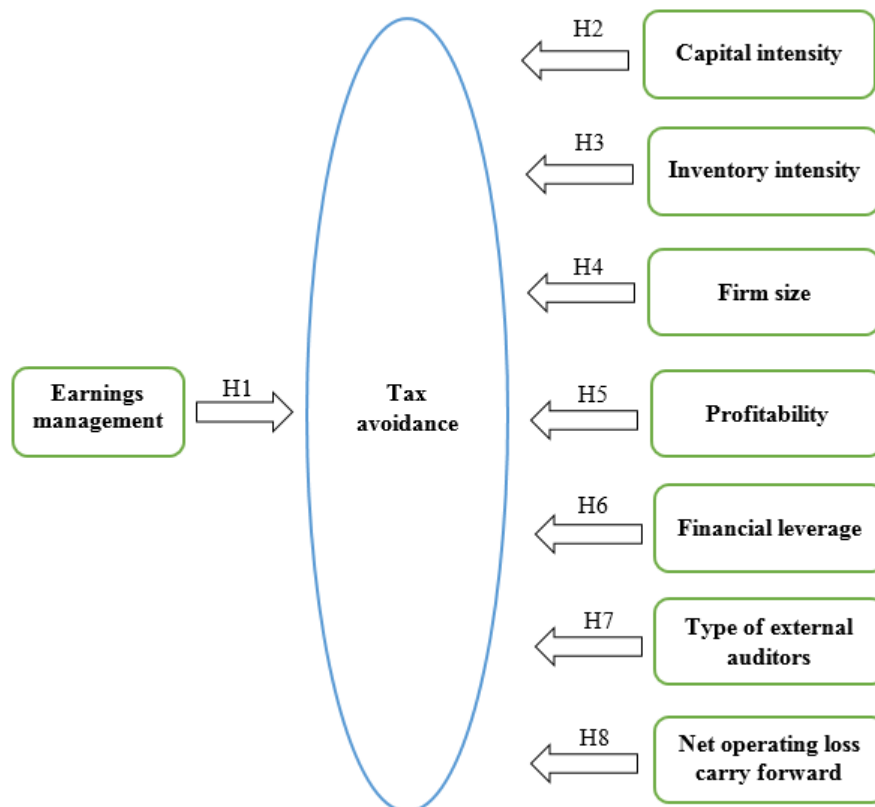 H2
Capital intensity
H3
Inventory intensity
H4
Firm size
Earnings
management
H1
Tax
avoidance
H5
Profitability
H6
Financial leverage
H7
Type of external
auditors
H8
Net operating loss
carry forward